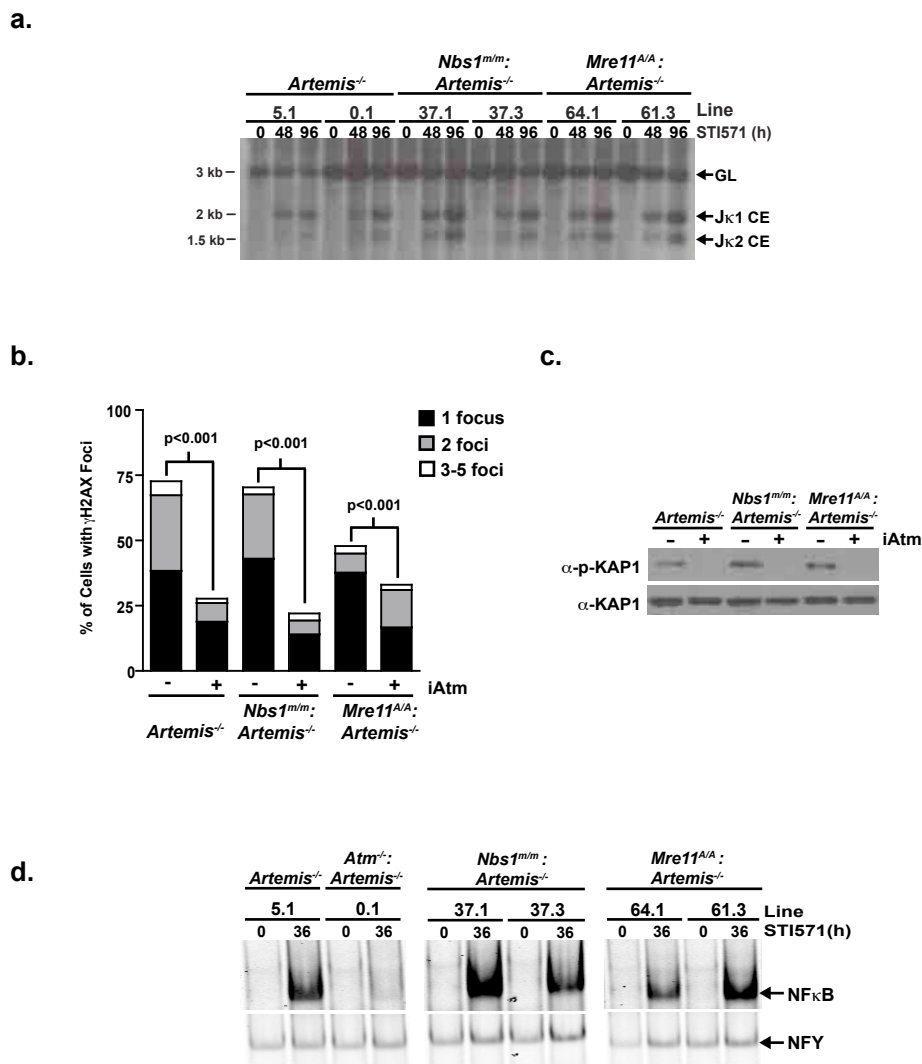 a.
Nbs1m/m:
Mre11A/A:
Artemis-/-
Artemis-/-
Artemis-/-
5.1 0.1 37.1 37.3 64.1 61.3 Line
0 48 96 0 48 96 0 48 96 0 48 96 0 48 96 0 48 96 STI571 (h)
3 kb
GL
2 kb
Jκ1 CE
1.5 kb
Jκ2 CE
b.
% of Cells with γH2AX Foci
100
75
50
25
0
p<0.001
p<0.001
p<0.001
1 focus
2 foci
3-5 foci
- + - + - + iAtm
Artemis-/-
Nbs1m/m:
Artemis-/-
Mre11A/A:
Artemis-/-
c.
Artemis-/-
Nbs1m/m:
Artemis-/-
Mre11A/A:
Artemis-/-
– + – + – + iAtm
α-p-KAP1
α-KAP1
d.
Artemis-/-
Atm-/-:
Artemis-/-
Nbs1m/m:
Artemis-/-
Mre11A/A:
Artemis-/-
5.1 0.1 37.1 37.3 64.1 61.3 Line
0 36 0 36 0 36 0 36 0 36 0 36 STI571(h)
NFκB
NFY